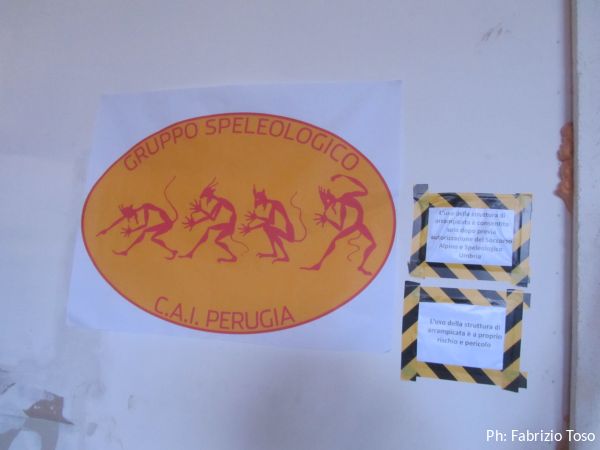 GRUPPO SPELEOLOGICO
C.A.I. PERUGIA
L'uso della struttura di
arrampicata è consentito
solo dopo previa
autorizzazione del Soccorso
Alpino e Speleologico
Umbria
L'uso della struttura di
arrampicata è a proprio
rischio e pericolo
Ph: Fabrizio Toso